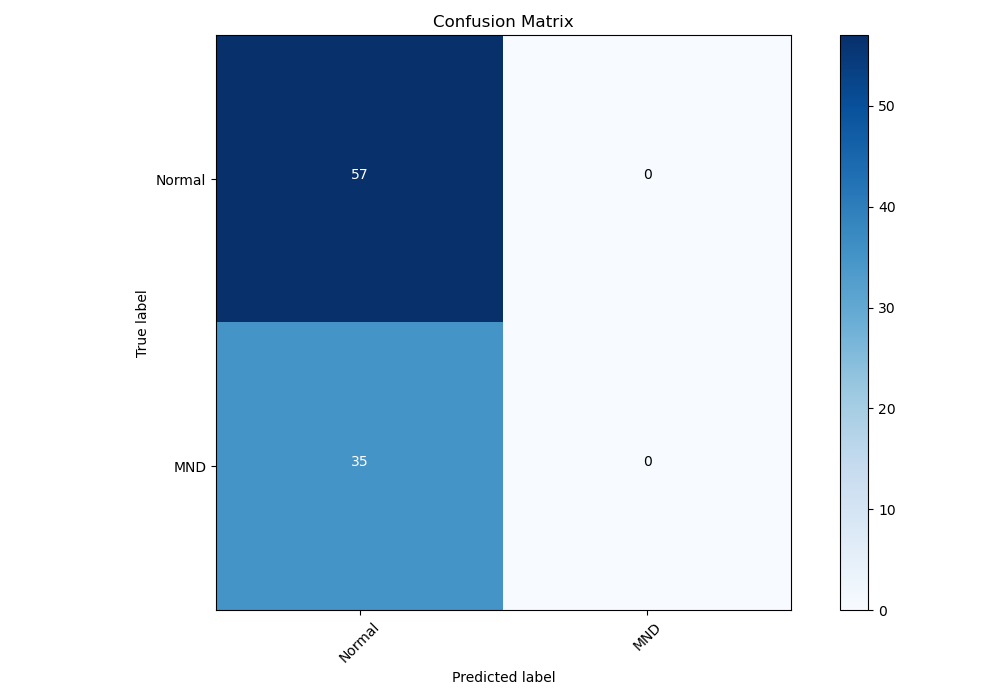 Confusion Matrix
Normal
57
0
MND
35
0
Normal
MND
True label
Predicted label
50
40
30
20
10
0